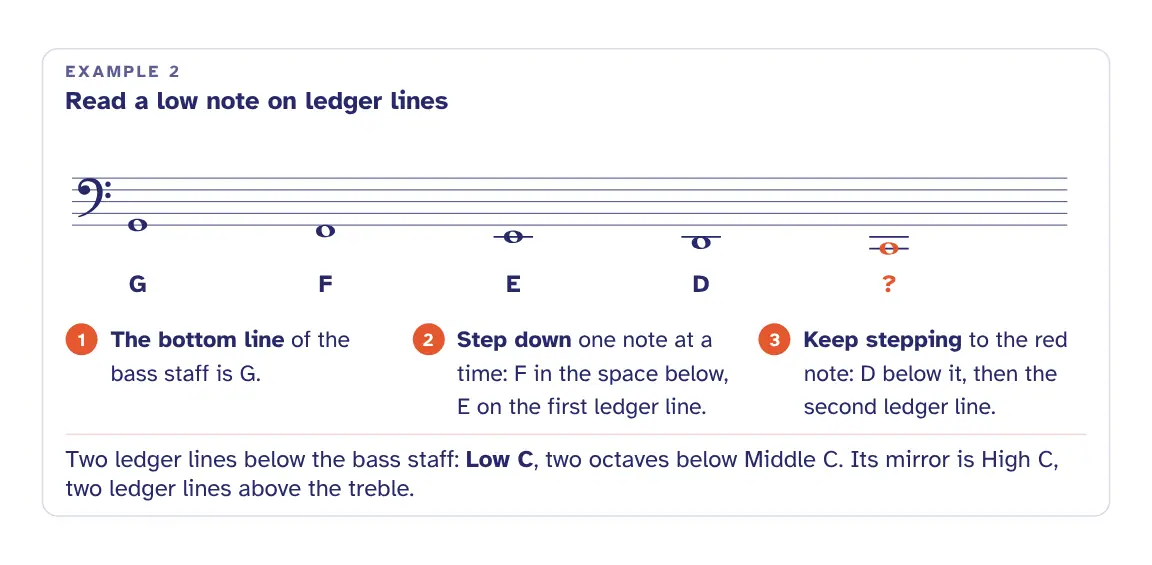 EXAMPLE 2
Read a low note on ledger lines
G F E D ?
1 The bottom line of the
bass staff is G.
2 Step down one note at a
time: F in the space below,
E on the first ledger line.
3 Keep stepping to the red
note: D below it, then the
second ledger line.
Two ledger lines below the bass staff: Low C, two octaves below Middle C. Its mirror is High C,
two ledger lines above the treble.